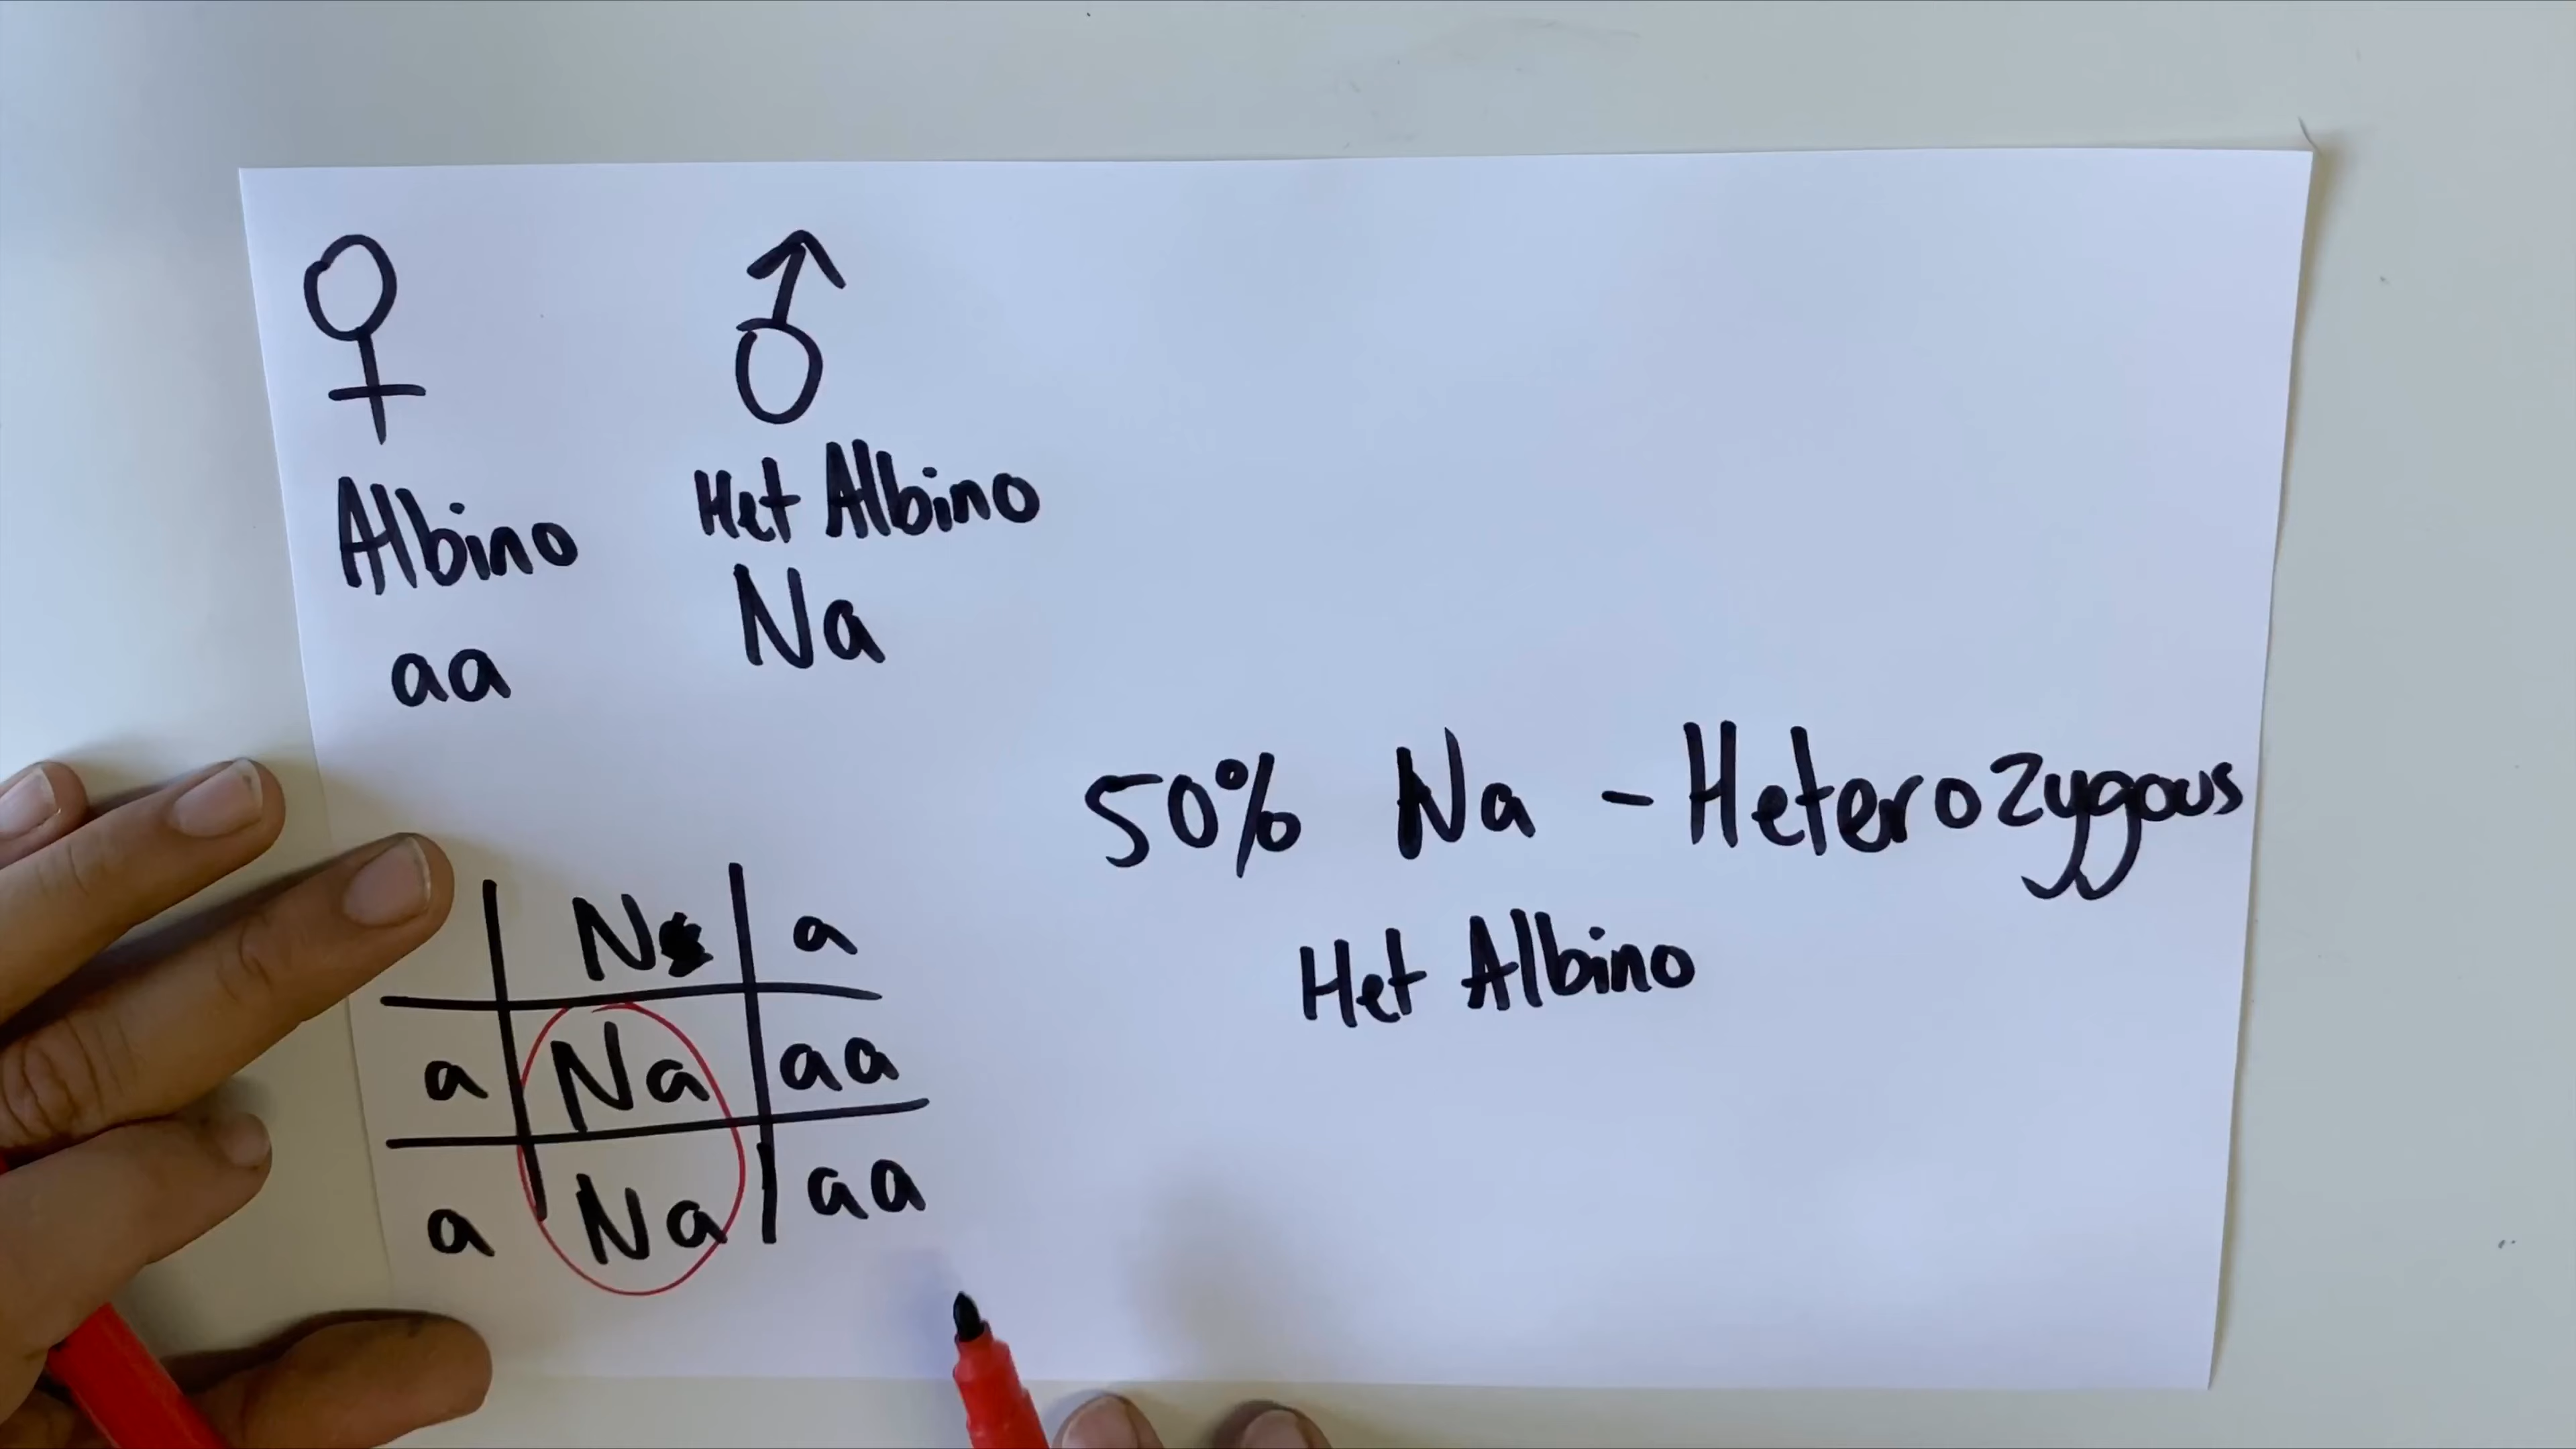 ♀ ♂
Albino Het Albino
aa Na
50% Na - Heterozygous
Het Albino
N a
a Na aa
a Na aa